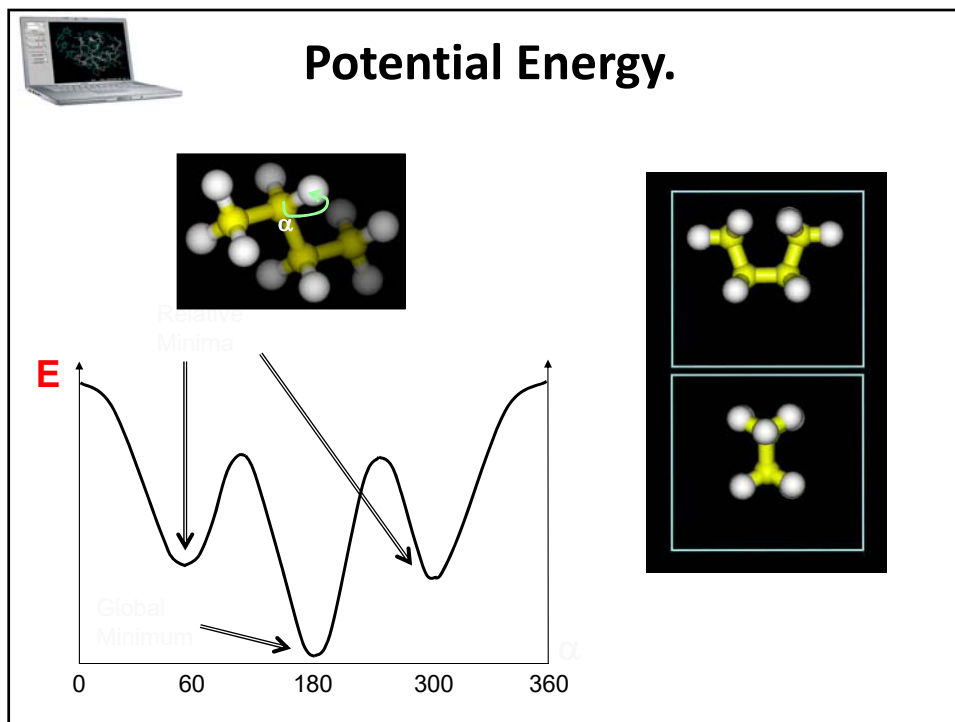 Potential Energy.
α
Relative
Minima
E
Global
Minimum
α
0 60 180 300 360